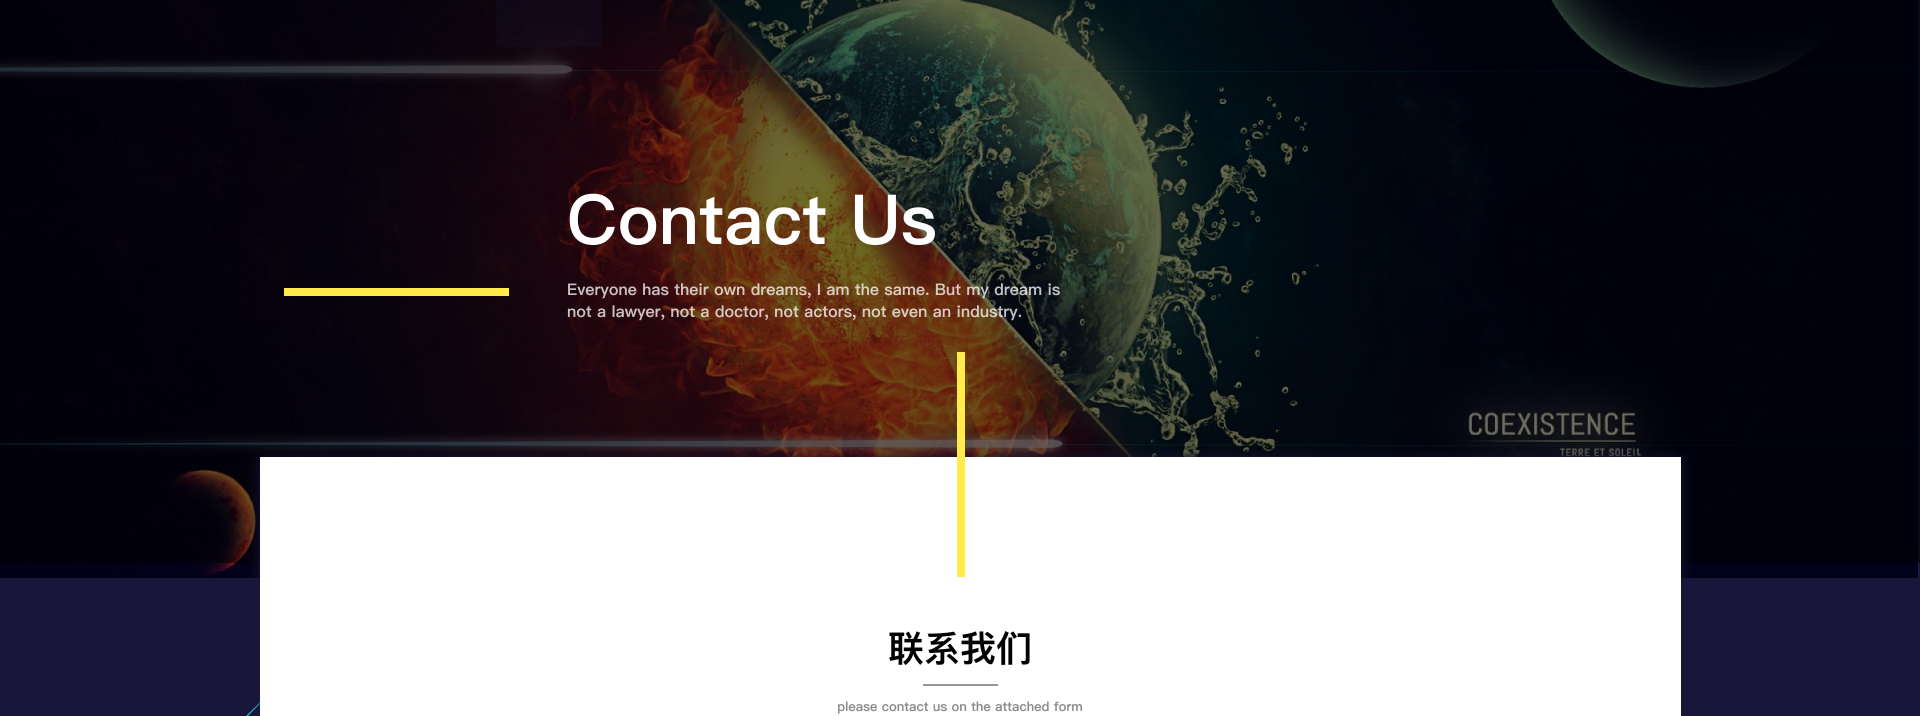 Contact Us
Everyone has their own dreams, I am the same. But my dream is
not a lawyer, not a doctor, not actors, not even an industry.
COEXISTENCE
TERRE ET SOLEIL
联系我们
please contact us on the attached form